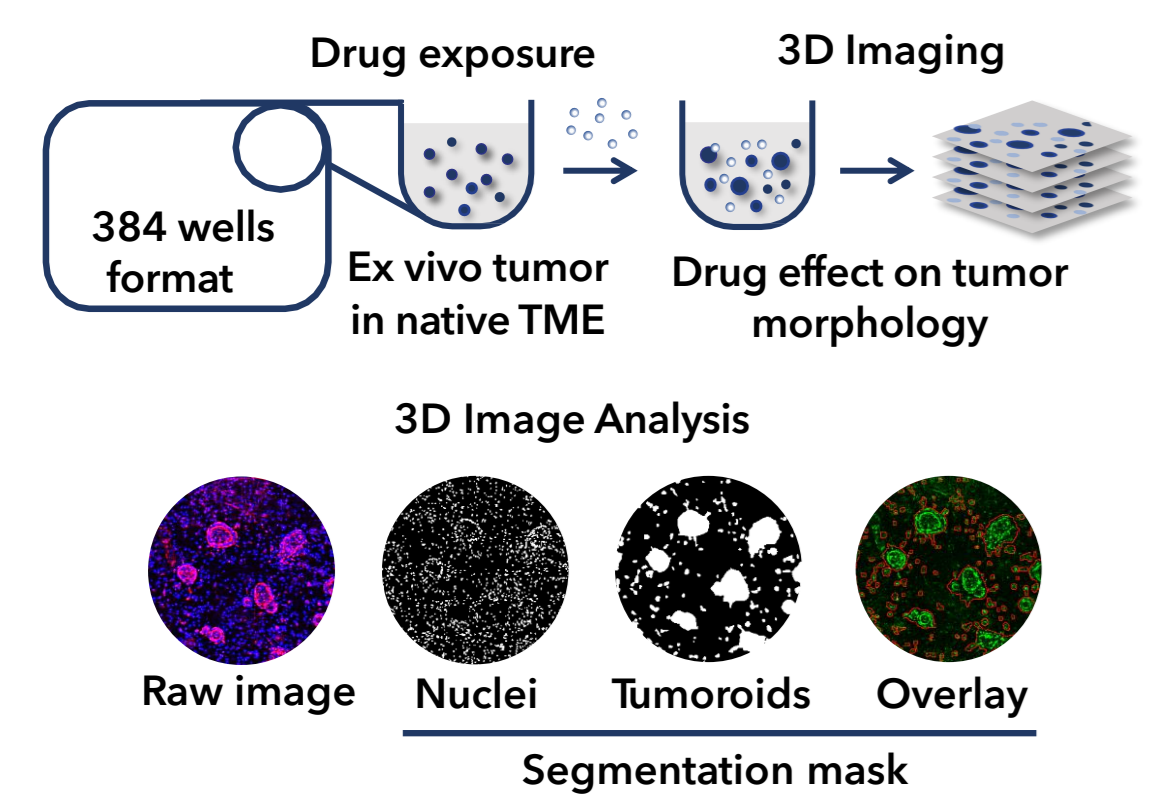 Drug exposure
3D Imaging
384 wells
format
Ex vivo tumor
in native TME
Drug effect on tumor
morphology
3D Image Analysis
Raw image
Nuclei
Tumoroids
Overlay
Segmentation mask